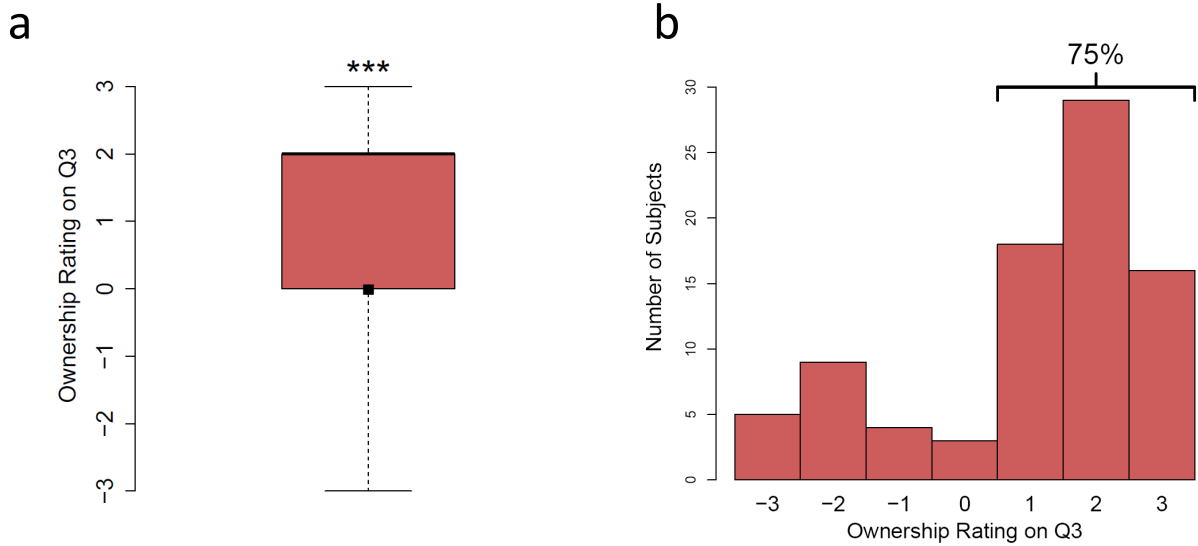 a
***
Ownership Rating on Q3
3
2
1
0
−1
−2
−3
b
75%
Number of Subjects
30
25
20
15
10
5
0
−3 −2 −1 0 1 2 3
Ownership Rating on Q3